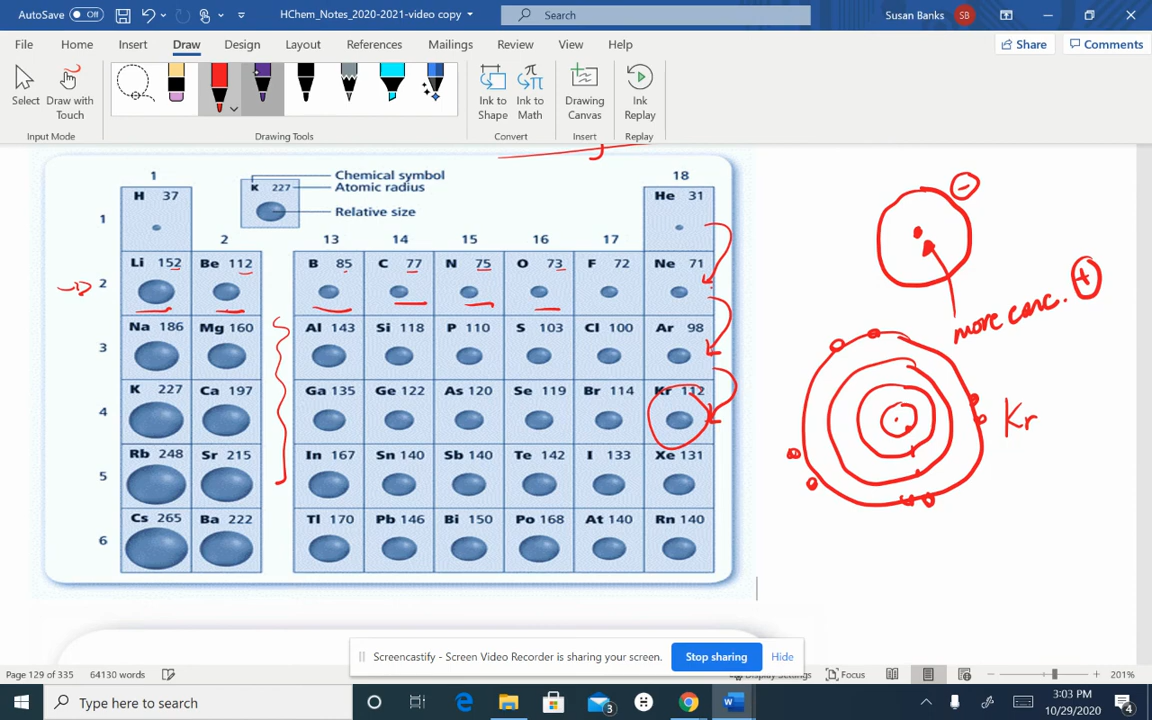 AutoSave Off HChem_Notes_2020-2021-video copy Search Susan Banks SB
File Home Insert Draw Design Layout References Mailings Review View Help Share Comments
Select Draw with Touch Ink to Shape Ink to Math Drawing Canvas Ink Replay
Input Mode Drawing Tools Convert Insert Replay
1 Chemical symbol 18
K 227 Atomic radius
Relative size
1 H 37 He 31
2 13 14 15 16 17
2 Li 152 Be 112 B 85 C 77 N 75 O 73 F 72 Ne 71
3 Na 186 Mg 160 Al 143 Si 118 P 110 S 103 Cl 100 Ar 98
4 K 227 Ca 197 Ga 135 Ge 122 As 120 Se 119 Br 114 Kr 112
5 Rb 248 Sr 215 In 167 Sn 140 Sb 140 Te 142 I 133 Xe 131
6 Cs 265 Ba 222 Tl 170 Pb 146 Bi 150 Po 168 At 140 Rn 140
-
more conc. +
Kr
Screencastify - Screen Video Recorder is sharing your screen. Stop sharing Hide
Page 129 of 335 64130 words Display Settings Focus 201%
Type here to search 3 3:03 PM
10/29/2020 4